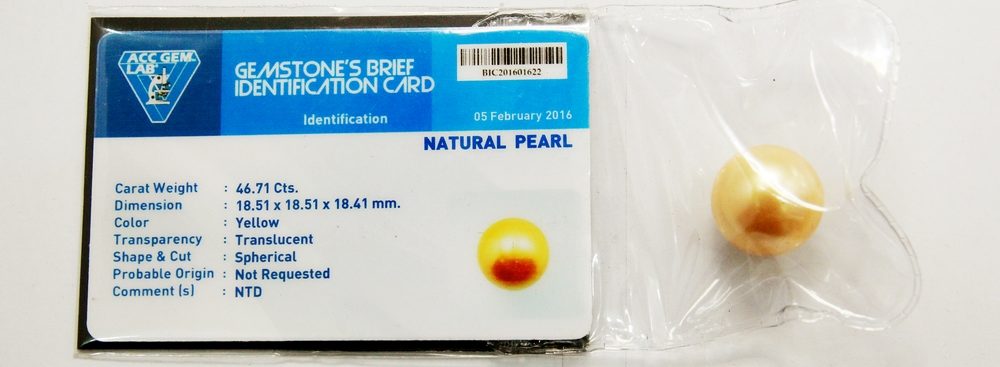 ACC GEM
LAB
GEMSTONE'S BRIEF
IDENTIFICATION CARD
BIC201601622
Identification
05 February 2016
NATURAL PEARL
Carat Weight : 46.71 Cts.
Dimension : 18.51 x 18.51 x 18.41 mm.
Color : Yellow
Transparency : Translucent
Shape & Cut : Spherical
Probable Origin : Not Requested
Comment (s) : NTD